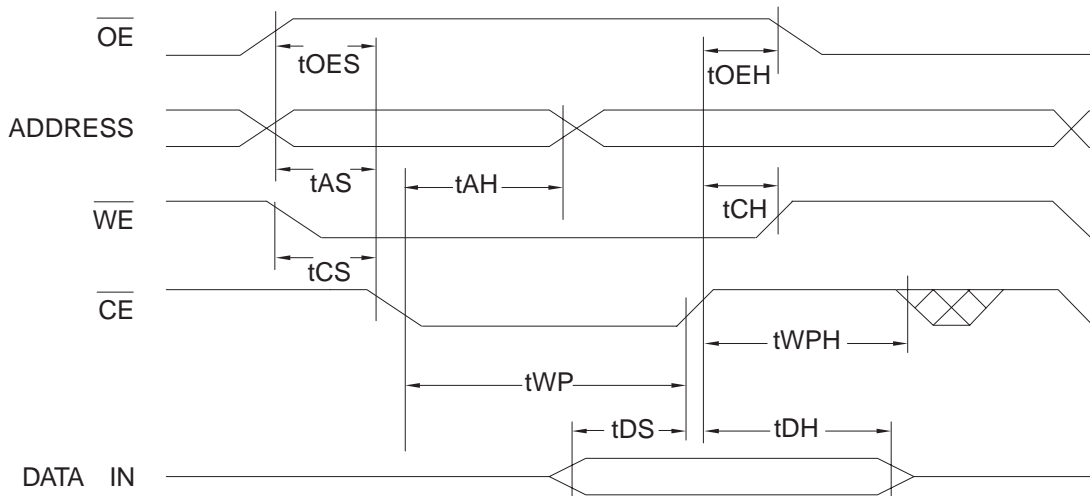 OE
tOES
tOEH
ADDRESS
tAS
tAH
tCH
WE
tCS
CE
tWPH
tWP
tDS
tDH
DATA IN